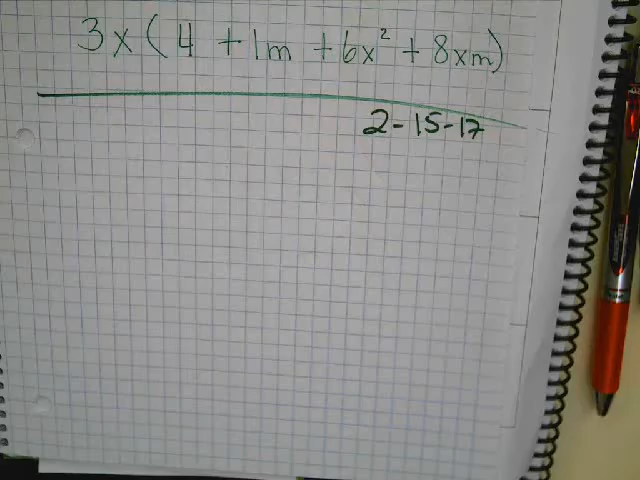 3x(4 + 1m + 6x² + 8xm)
2-15-17